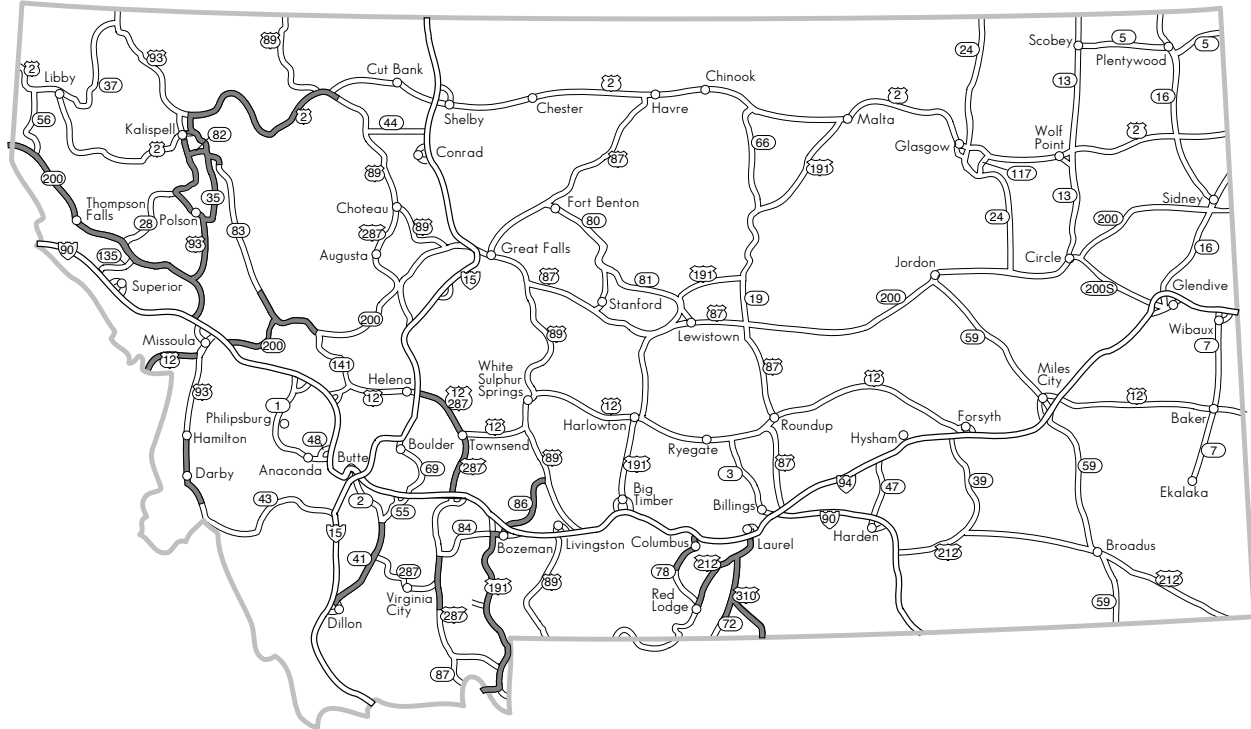 89
24
Scobey
5
5
93
Plentywood
2
Libby
37
Cut Bank
2
Chinook
13
16
56
Chester
Havre
Shelby
2
Malta
Kalispell
82
2
44
2
Wolf
Point
2
Glasgow
66
Conrad
87
191
117
200
89
Thompson
Falls
35
28
Polson
Choteau
Fort Benton
80
13
Sidney
24
200
83
93
287
89
90
135
Augusta
Great Falls
16
Superior
15
87
81
191
Jordon
Circle
200S
Glendive
Stanford
200
19
200
87
Lewistown
Wibaux
Missoula
200
12
141
89
59
7
White
Sulphur
Springs
87
Miles
City
Helena
12
12
287
12
12
12
93
1
Philipsburg
Harlowton
Roundup
Forsyth
Baker
Hamilton
48
Boulder
Townsend
12
Ryegate
Hysham
7
Anaconda
Butte
69
287
89
191
87
3
59
Darby
94
39
Ekalaka
Big
Timber
47
43
2
55
86
Billings
90
Harden
15
84
Bozeman
Livingston
Columbus
Laurel
212
Broadus
41
287
Virginia
City
191
89
78
212
212
Red
Lodge
310
59
Dillon
287
72
87